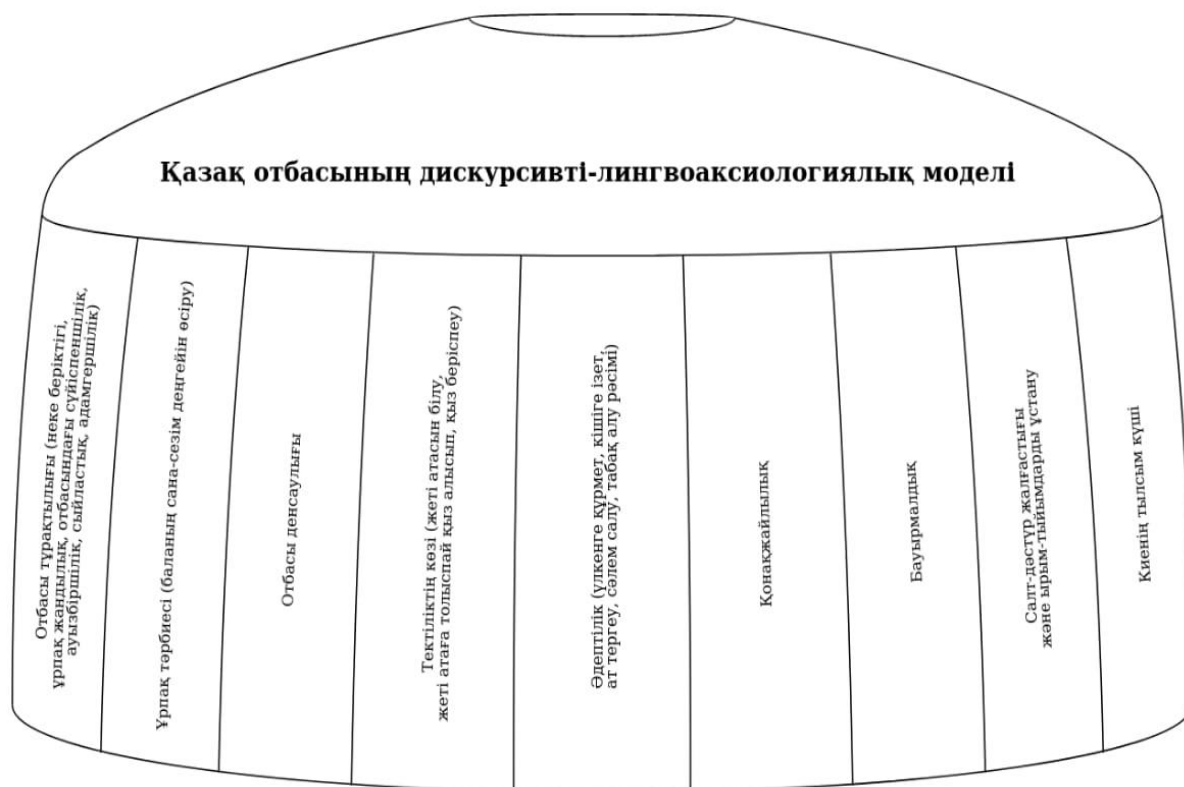 Қазақ отбасының дискурсивті-лингвоаксиологиялық моделі
Отбасы тұрақтылығы (неке беріктігі,
ұрпақ жандылық, отбасындағы сүйіспеншілік,
ауызбіршілік, сыйластық, адамгершілік)
Ұрпақ тәрбиесі (баланың сана-сезім деңгейін өсіру)
Отбасы денсаулығы
Тектіліктің көзі (жеті атасын білу,
жеті атаға толыспай қыз алысып, қыз беріспеу)
Әдептілік (үлкенге құрмет, кішіге ізет,
ат тергеу, сәлем салу, табақ алу рәсімі)
Қонақжайлылық
Бауырмалдық
Салт-дәстүр жалғастығы
және ырым-тыйымдарды ұстану
Киенің тылсым күші